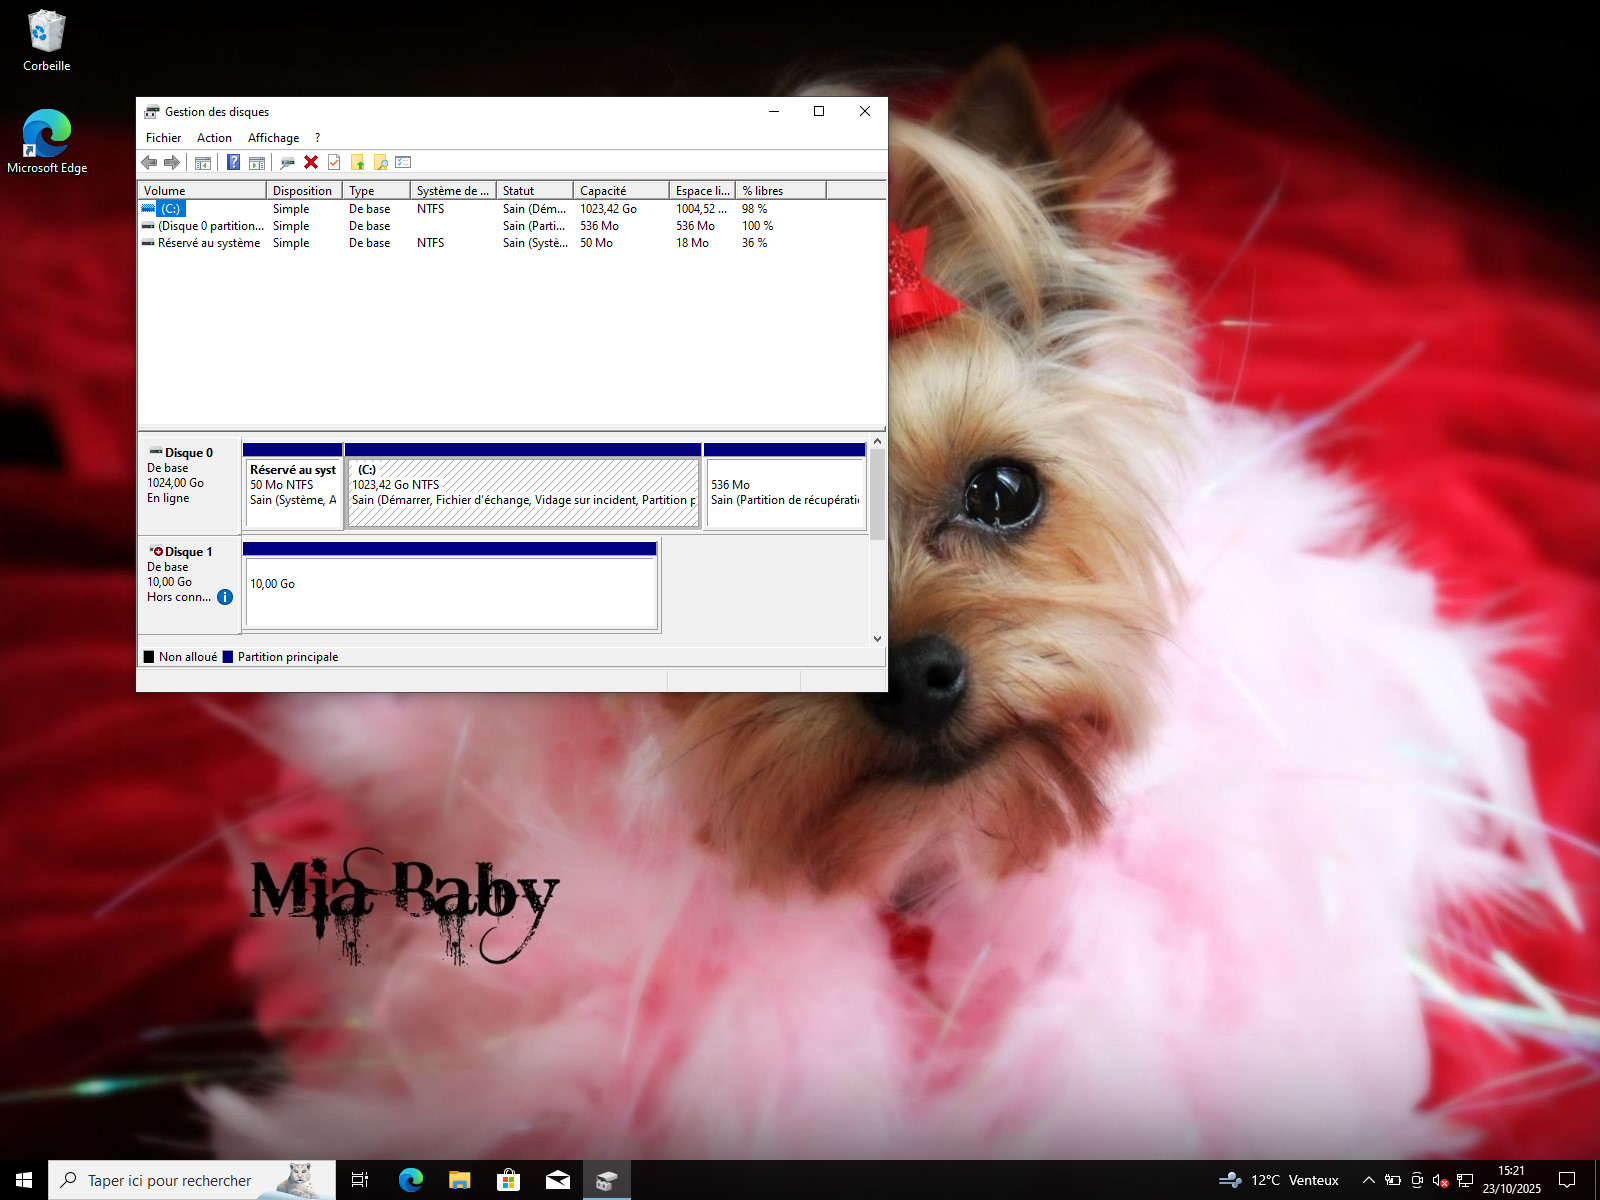 Corbeille
Microsoft Edge
Gestion des disques
Fichier Action Affichage ?
Volume Disposition Type Système de ... Statut Capacité Espace li... % libres
(C:) Simple De base NTFS Sain (Dém... 1023,42 Go 1004,52 ... 98 %
(Disque 0 partition... Simple De base Sain (Parti... 536 Mo 536 Mo 100 %
Réservé au système Simple De base NTFS Sain (Systè... 50 Mo 18 Mo 36 %
Disque 0
De base
1024,00 Go
En ligne
Réservé au syst
50 Mo NTFS
Sain (Système, A
(C:)
1023,42 Go NTFS
Sain (Démarrer, Fichier d'échange, Vidage sur incident, Partition p
536 Mo
Sain (Partition de récupérati
Disque 1
De base
10,00 Go
Hors conn...
10,00 Go
Non alloué Partition principale
Mia Baby
Taper ici pour rechercher
12°C Venteux
15:21
23/10/2025